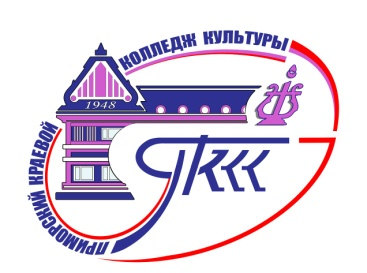 ПРИМОРСКИЙ КРАЕВОЙ
КОЛЛЕДЖ КУЛЬТУРЫ
1948
ПККК